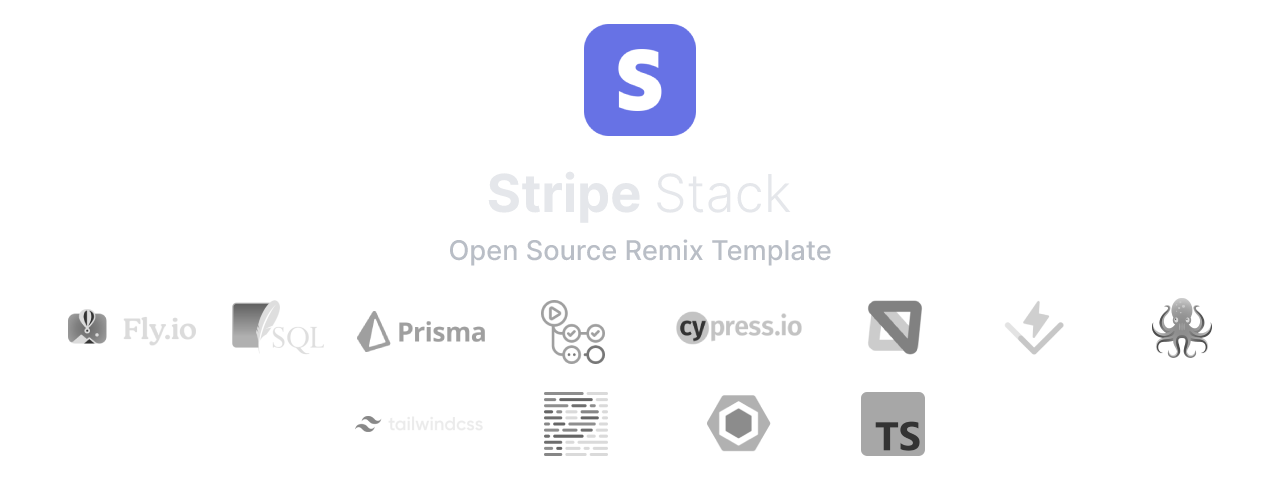 S
Stripe Stack
Open Source Remix Template
Fly.io
SQL
Prisma
cypress.io
tailwindcss
TS